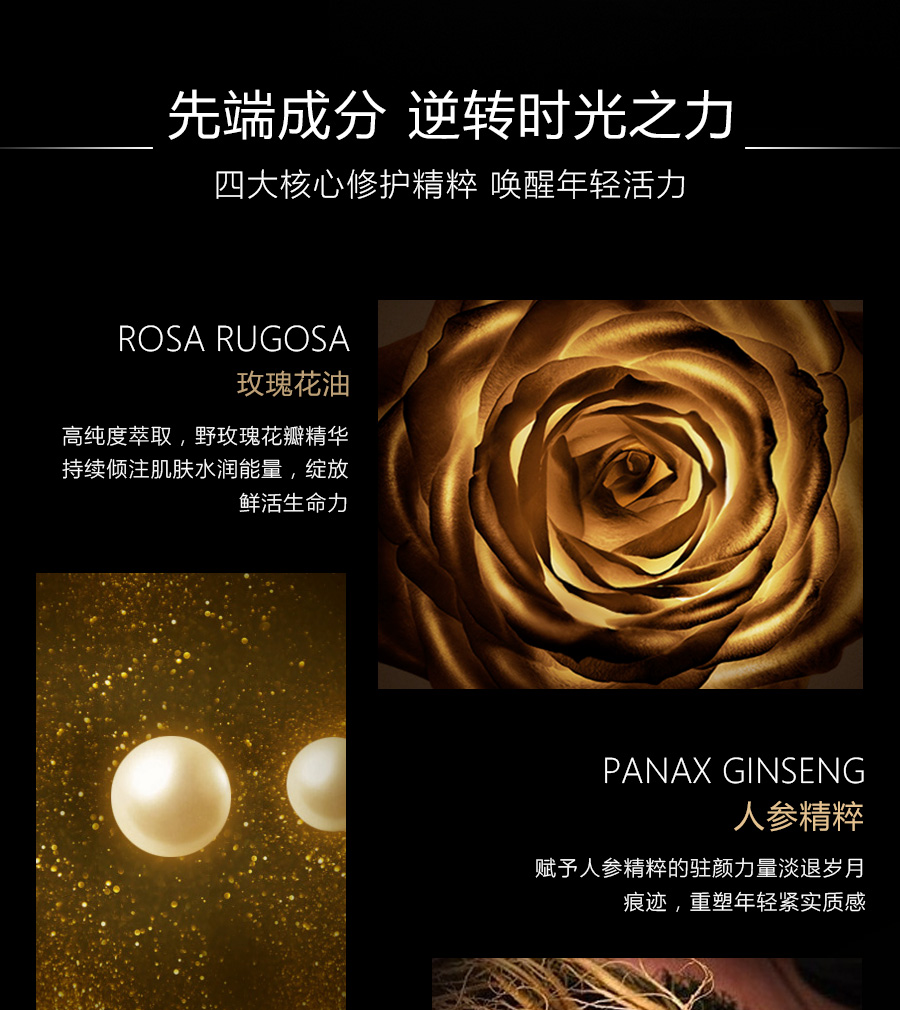 先端成分 逆转时光之力
四大核心修护精粹 唤醒年轻活力
ROSA RUGOSA
玫瑰花油
高纯度萃取，野玫瑰花瓣精华
持续倾注肌肤水润能量，绽放
鲜活生命力
PANAX GINSENG
人参精粹
赋予人参精粹的驻颜力量淡退岁月
痕迹，重塑年轻紧实质感